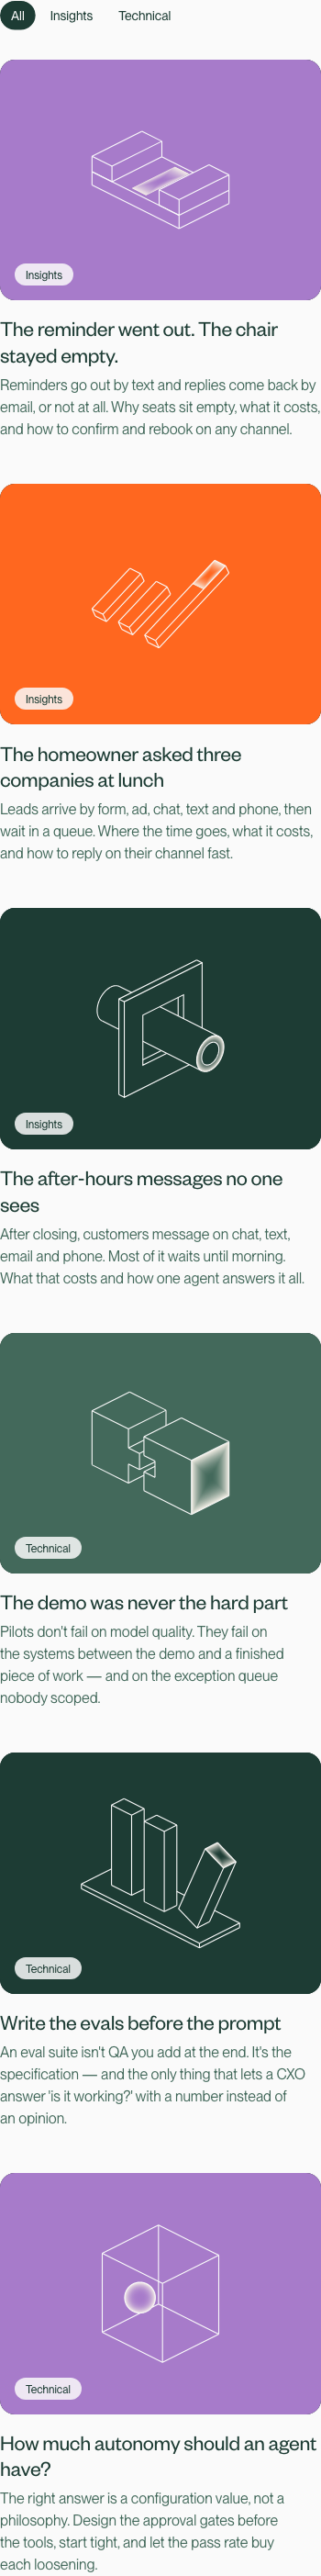 All Insights Technical
Insights
The reminder went out. The chair
stayed empty.
Reminders go out by text and replies come back by
email, or not at all. Why seats sit empty, what it costs,
and how to confirm and rebook on any channel.
Insights
The homeowner asked three
companies at lunch
Leads arrive by form, ad, chat, text and phone, then
wait in a queue. Where the time goes, what it costs,
and how to reply on their channel fast.
Insights
The after-hours messages no one
sees
After closing, customers message on chat, text,
email and phone. Most of it waits until morning.
What that costs and how one agent answers it all.
Technical
The demo was never the hard part
Pilots don't fail on model quality. They fail on
the systems between the demo and a finished
piece of work — and on the exception queue
nobody scoped.
Technical
Write the evals before the prompt
An eval suite isn't QA you add at the end. It's the
specification — and the only thing that lets a CXO
answer 'is it working?' with a number instead of
an opinion.
Technical
How much autonomy should an agent
have?
The right answer is a configuration value, not a
philosophy. Design the approval gates before
the tools, start tight, and let the pass rate buy
each loosening.